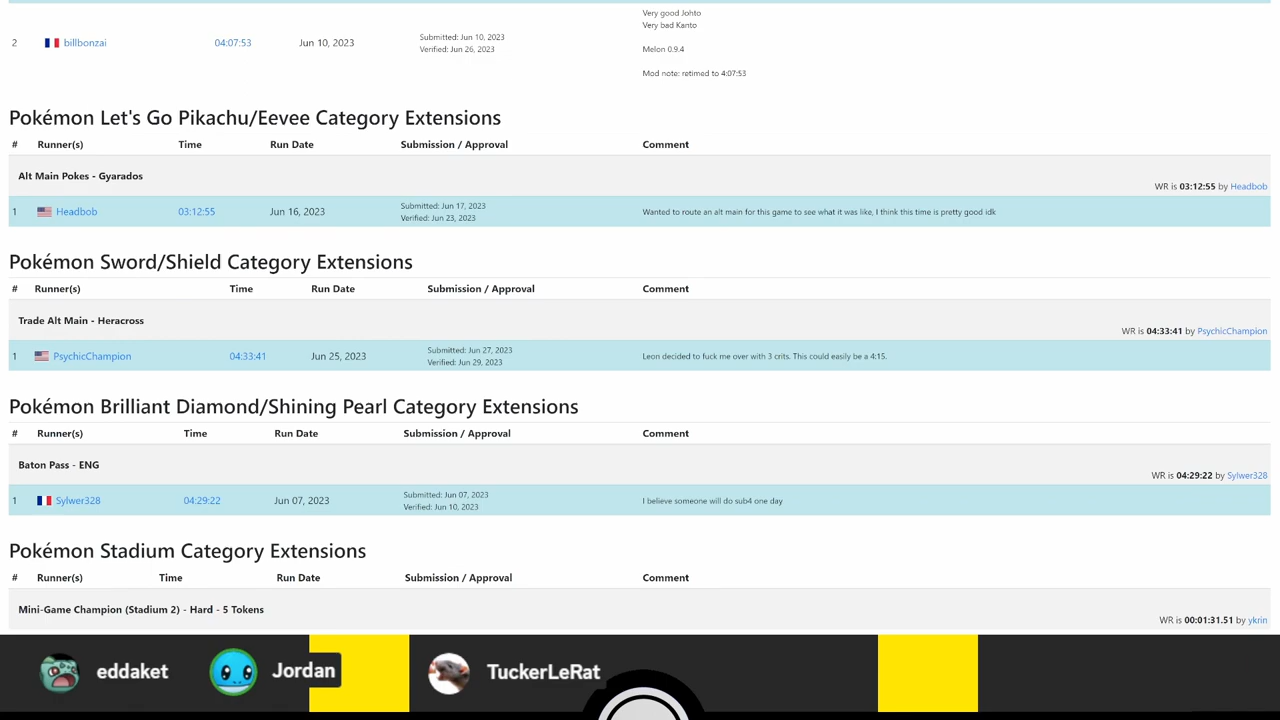 Very good Johto
Very bad Kanto
2 billbonzai 04:07:53 Jun 10, 2023 Submitted: Jun 10, 2023
Verified: Jun 26, 2023
Melon 0.9.4
Mod note: retimed to 4:07:53
Pokémon Let's Go Pikachu/Eevee Category Extensions
# Runner(s) Time Run Date Submission / Approval Comment
Alt Main Pokes - Gyarados
WR is 03:12:55 by Headbob
1 Headbob 03:12:55 Jun 16, 2023 Submitted: Jun 17, 2023 Wanted to route an alt main for this game to see what it was like, I think this time is pretty good idk
Verified: Jun 23, 2023
Pokémon Sword/Shield Category Extensions
# Runner(s) Time Run Date Submission / Approval Comment
Trade Alt Main - Heracross
WR is 04:33:41 by PsychicChampion
1 PsychicChampion 04:33:41 Jun 25, 2023 Submitted: Jun 27, 2023 Leon decided to fuck me over with 3 crits. This could easily be a 4:15.
Verified: Jun 29, 2023
Pokémon Brilliant Diamond/Shining Pearl Category Extensions
# Runner(s) Time Run Date Submission / Approval Comment
Baton Pass - ENG
WR is 04:29:22 by Sylwer328
1 Sylwer328 04:29:22 Jun 07, 2023 Submitted: Jun 07, 2023 I believe someone will do sub4 one day
Verified: Jun 10, 2023
Pokémon Stadium Category Extensions
# Runner(s) Time Run Date Submission / Approval Comment
Mini-Game Champion (Stadium 2) - Hard - 5 Tokens
WR is 00:01:31.51 by ykrin
eddaket Jordan TuckerLeRat